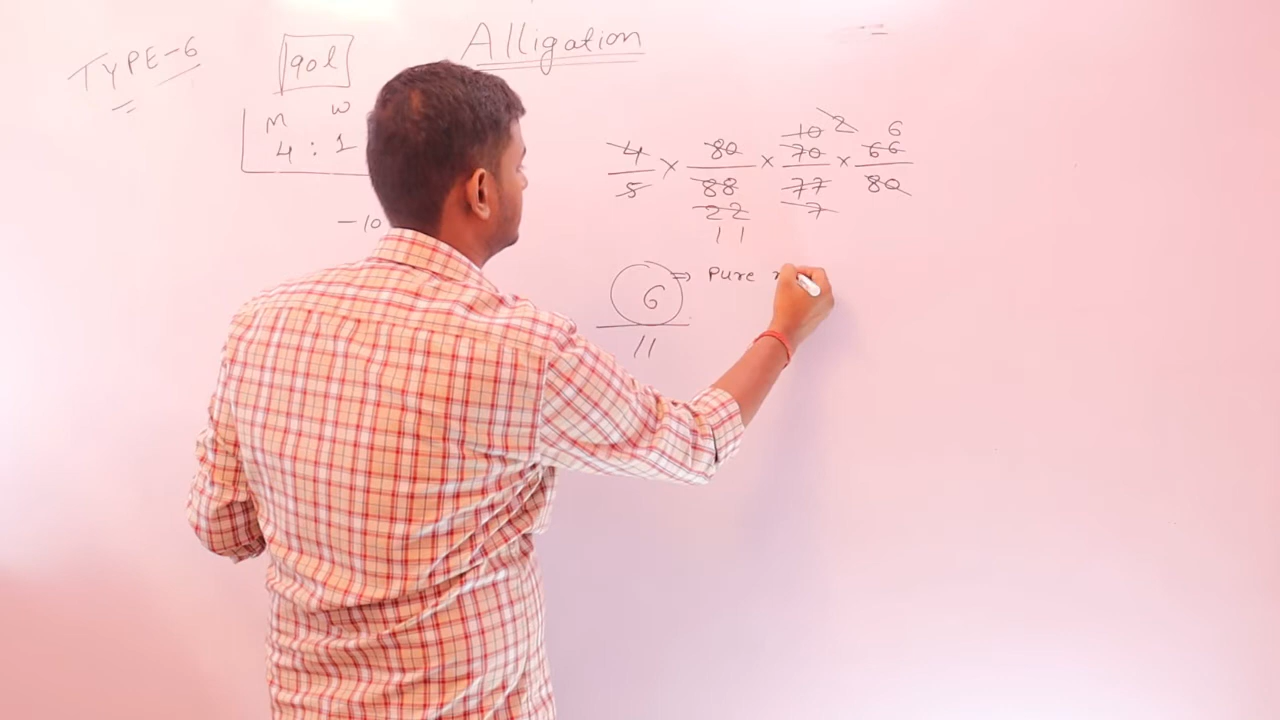 TYPE-6
90l
Alligation
M W
4 : 1
-10
4/5 × 80/88 × 70/77 × 66/80
10 2 6
22 7
11
6 ⇒ Pure
11